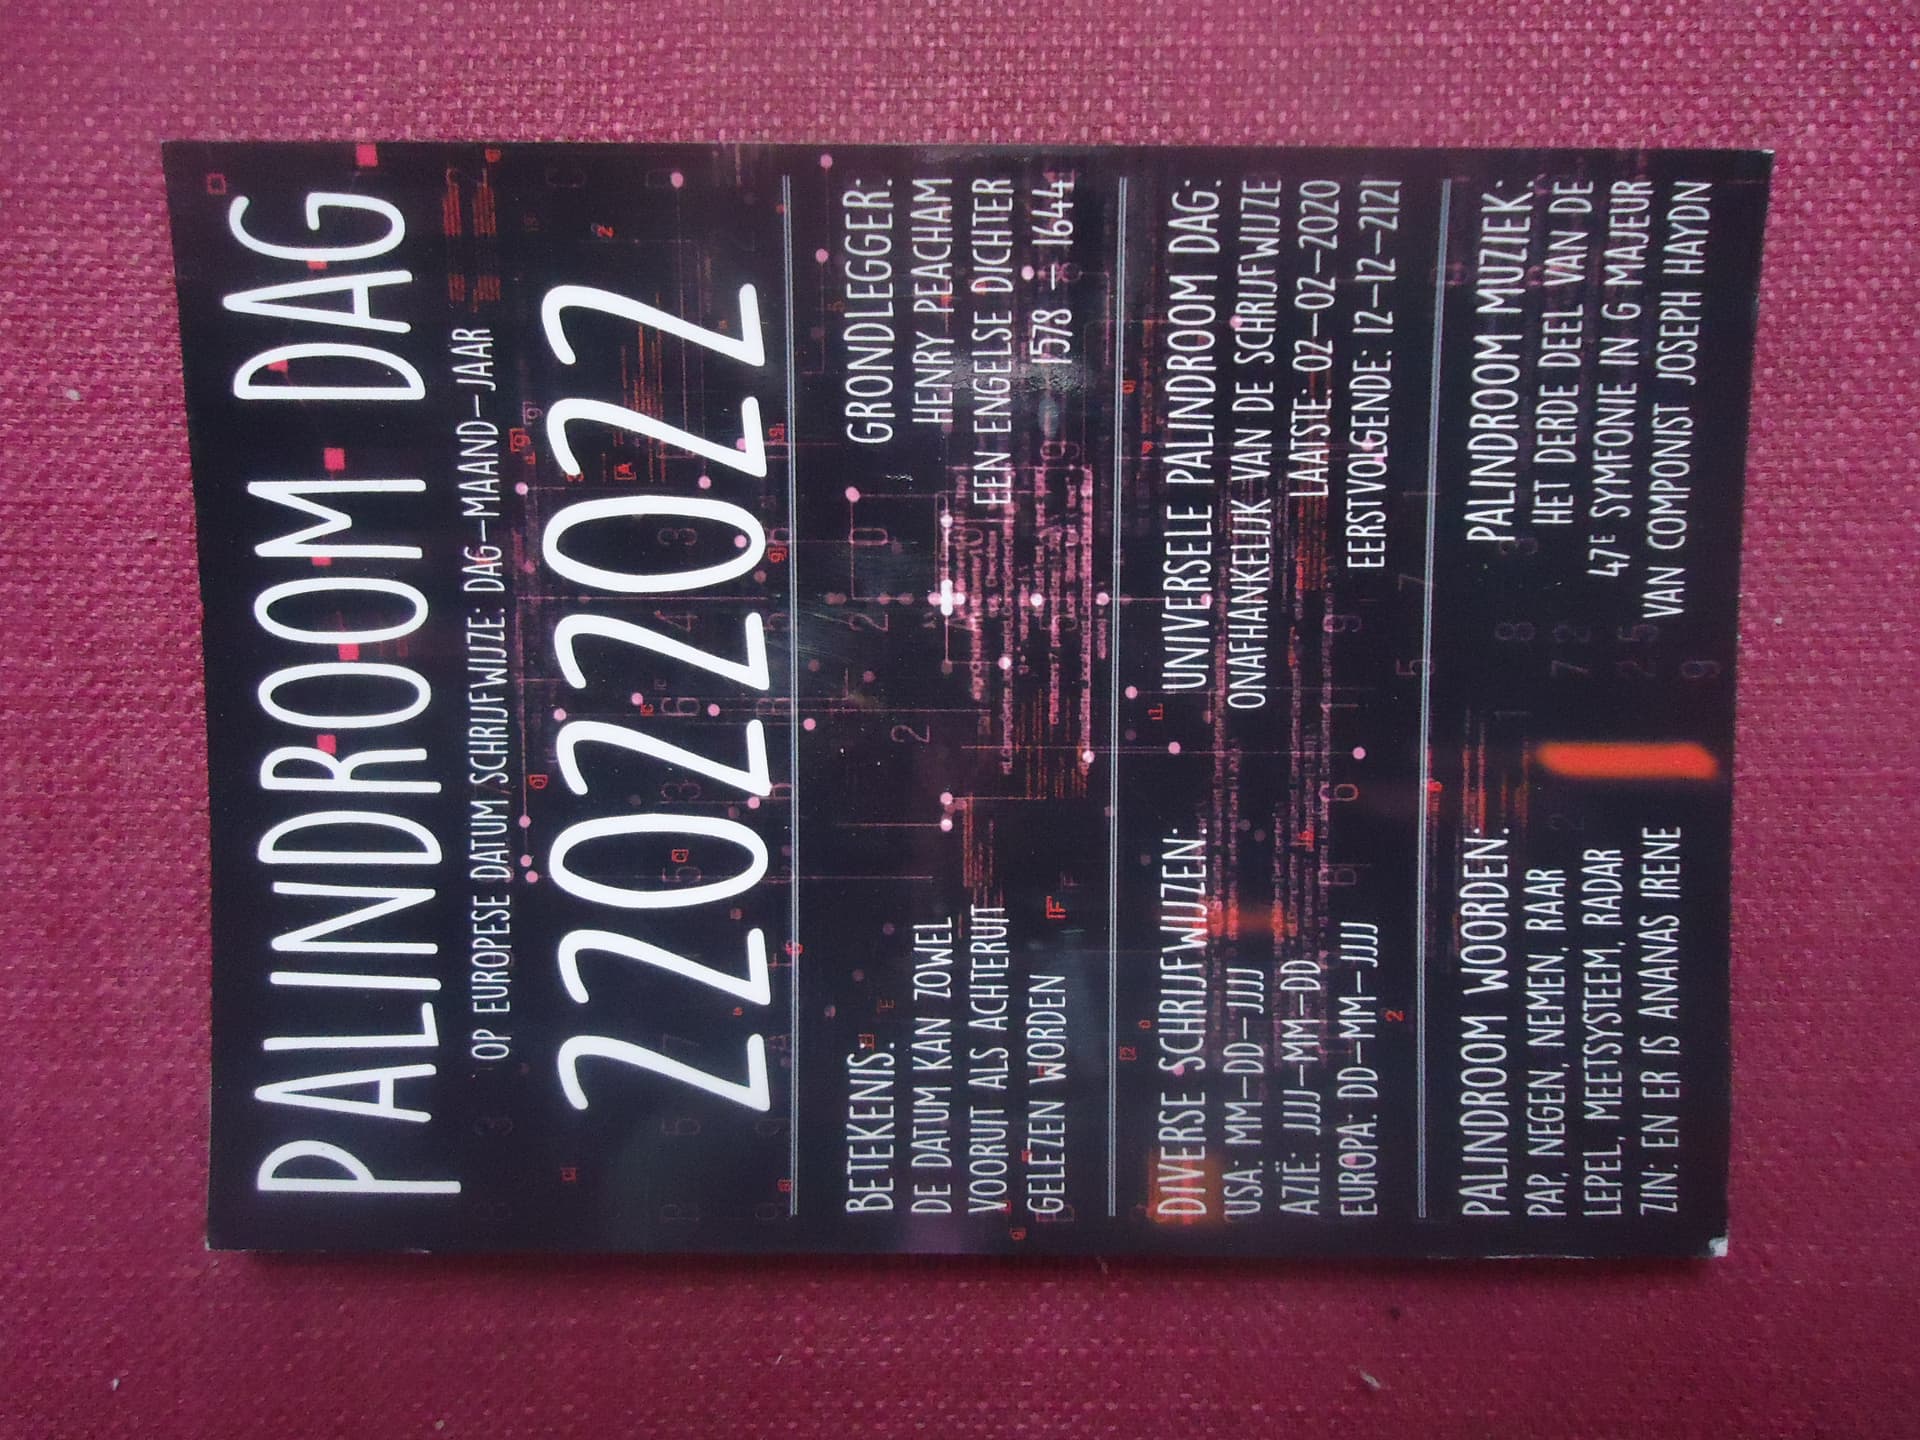 PALINDROOM DAG
OP EUROPESE DATUM SCHRIJFWIJZE: DAG-MAAND-JAAR
22022022
BETEKENIS:
DE DATUM KAN ZOWEL
VOORUIT ALS ACHTERUIT
GELEZEN WORDEN
GRONDLEGGER:
HENRY PEACHAM
EEN ENGELSE DICHTER
1578 – 1644
DIVERSE SCHRIJFWIJZEN:
USA: MM-DD-JJJJ
AZIË: JJJJ-MM-DD
EUROPA: DD-MM-JJJJ
UNIVERSELE PALINDROOM DAG:
ONAFHANKELIJK VAN DE SCHRIJFWIJZE
LAATSTE: 02-02-2020
EERSTVOLGENDE: 12-12-2121
PALINDROOM WOORDEN:
PAP, NEGEN, NEMEN, RAAR
LEPEL, MEETSYSTEEM, RADAR
ZIN: EN ER IS ANANAS IRENE
PALINDROOM MUZIEK:
HET DERDE DEEL VAN DE
47E SYMFONIE IN G MAJEUR
VAN COMPONIST JOSEPH HAYDN